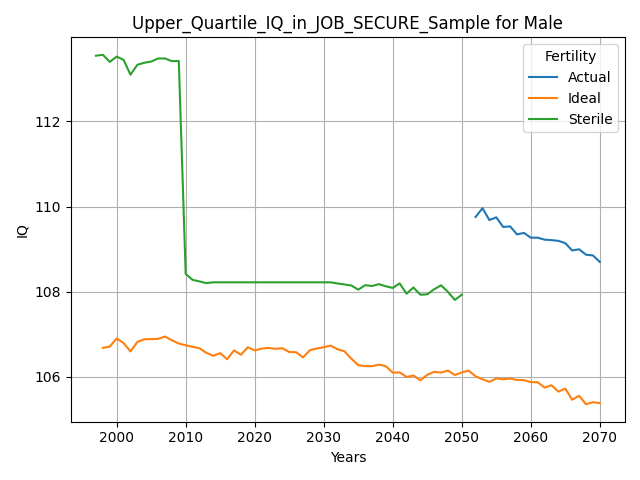 Upper_Quartile_IQ_in_JOB_SECURE_Sample for Male
Fertility
Actual
Ideal
Sterile
112
110
108
106
IQ
2000
2010
2020
2030
2040
2050
2060
2070
Years